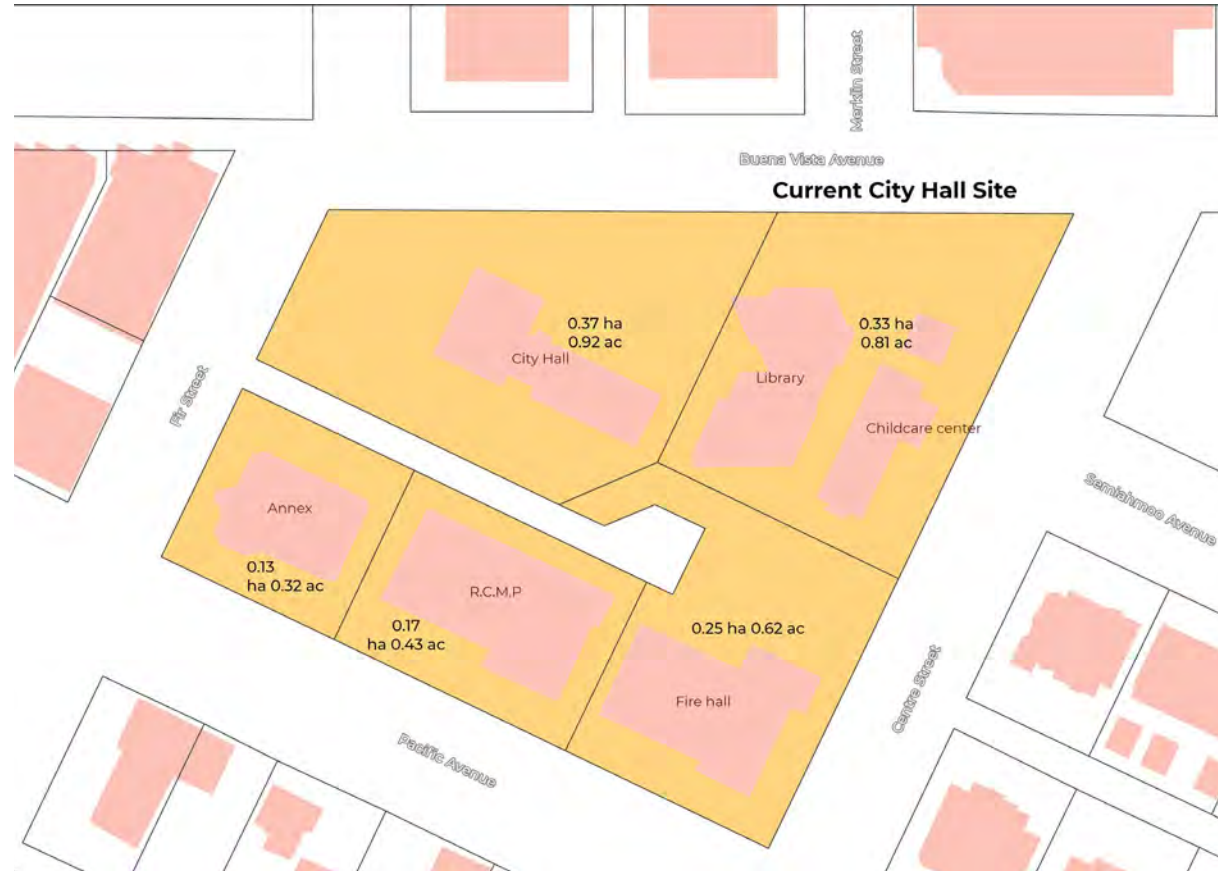 Merklin Street
Buena Vista Avenue
Current City Hall Site
0.37 ha
0.92 ac
City Hall
0.33 ha
0.81 ac
Library
Childcare center
Fir Street
Semiahmoo Avenue
Annex
0.13
ha 0.32 ac
R.C.M.P
0.17
ha 0.43 ac
0.25 ha 0.62 ac
Fire hall
Centre Street
Pacific Avenue